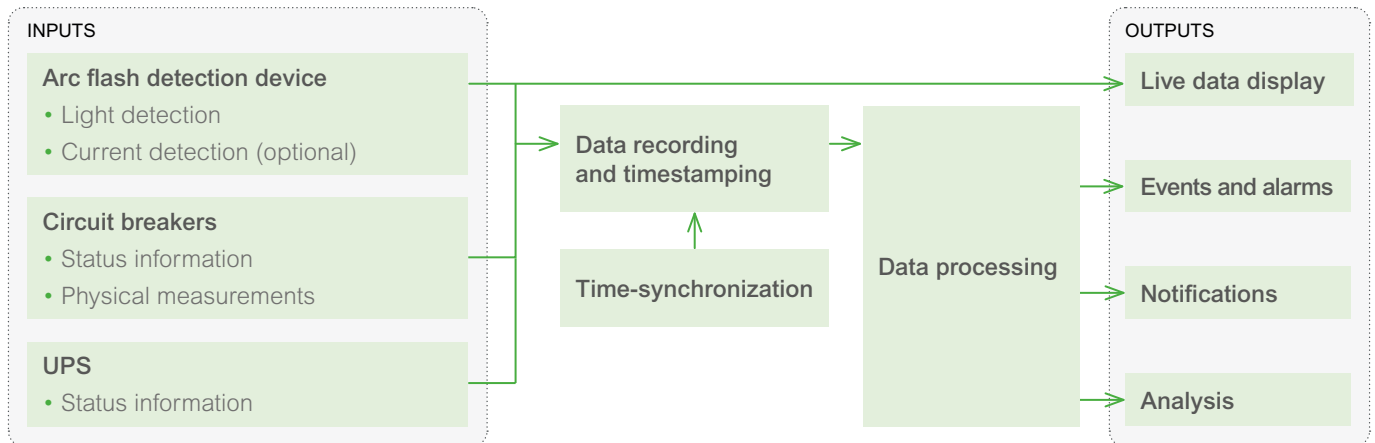 INPUTS
Arc flash detection device
• Light detection
• Current detection (optional)
Circuit breakers
• Status information
• Physical measurements
UPS
• Status information
Data recording
and timestamping
Time-synchronization
Data processing
OUTPUTS
Live data display
Events and alarms
Notifications
Analysis